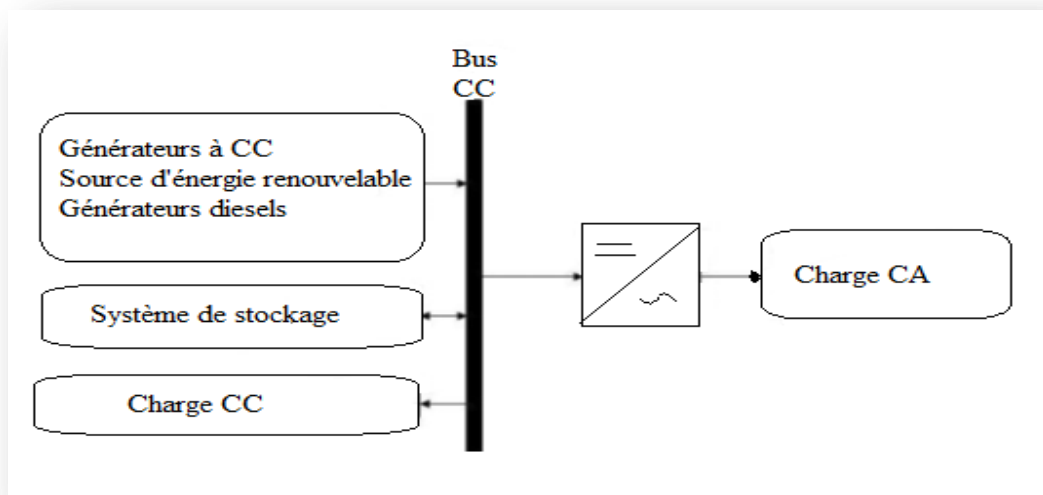 Bus
CC
Générateurs à CC
Source d'énergie renouvelable
Générateurs diesels
Système de stockage
Charge CC
Charge CA